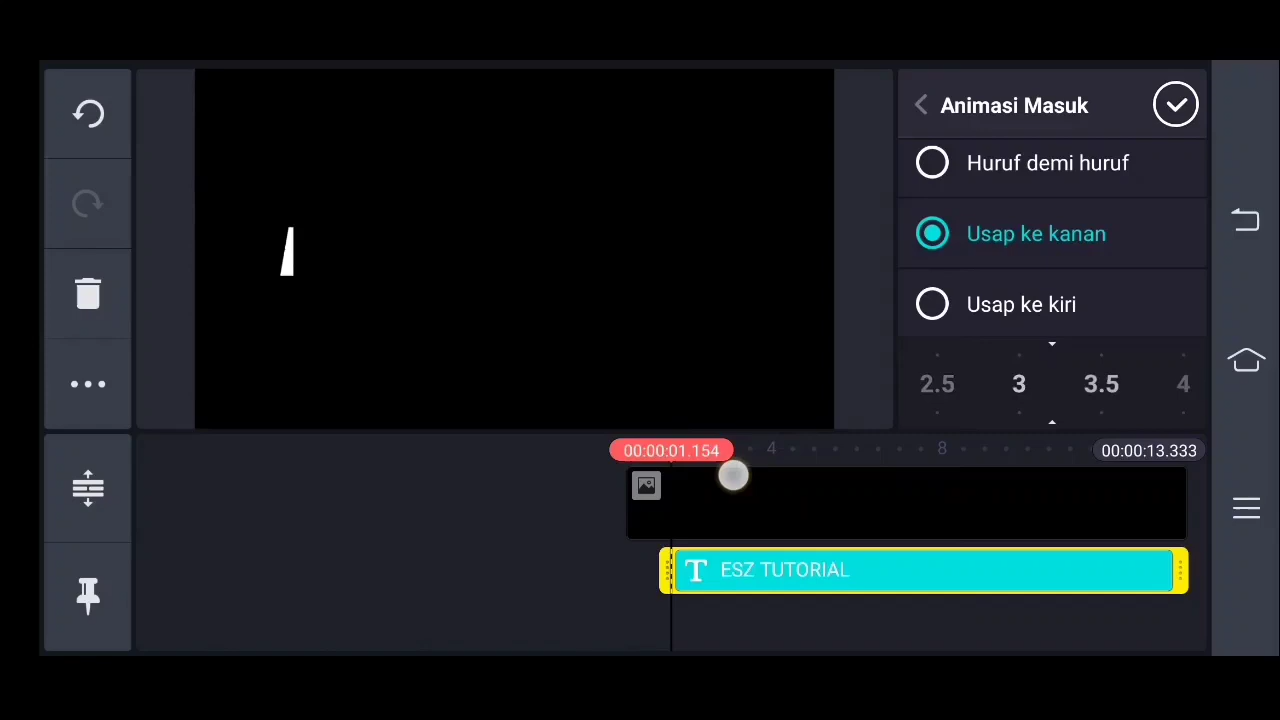 Animasi Masuk
Huruf demi huruf
Usap ke kanan
Usap ke kiri
2.5 3 3.5 4
00:00:01.154 4 8 00:00:13.333
T ESZ TUTORIAL